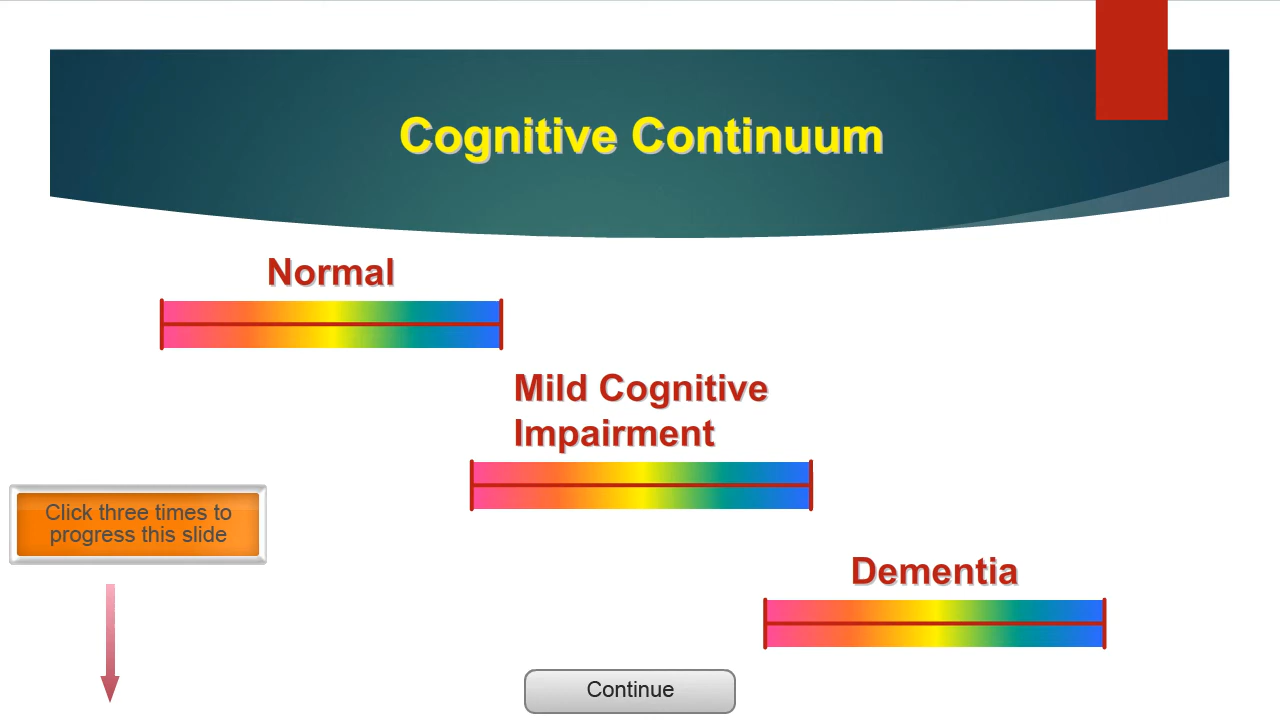 Cognitive Continuum
Normal
Mild Cognitive
Impairment
Click three times to
progress this slide
Dementia
Continue